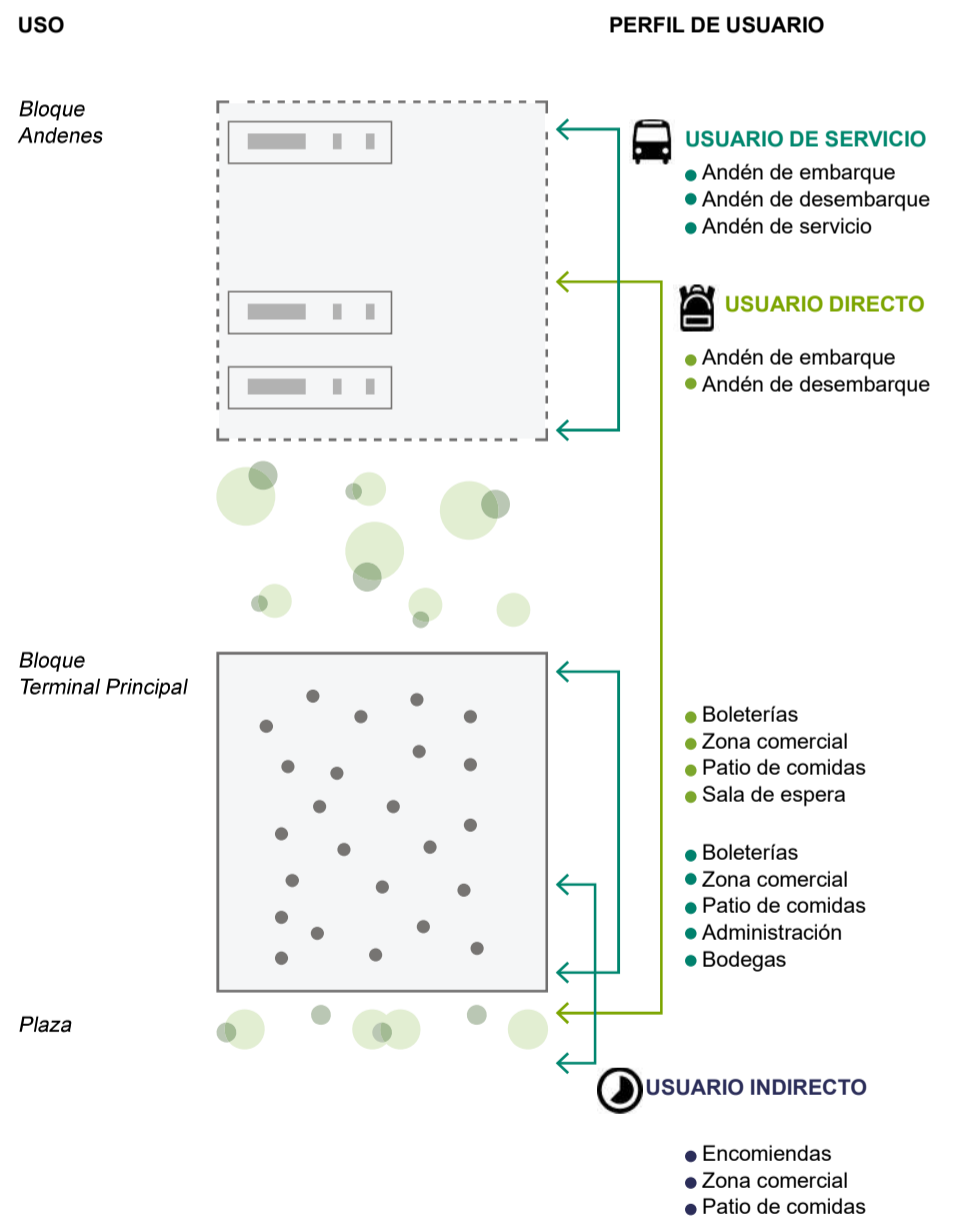 USO
PERFIL DE USUARIO
Bloque
Andenes
USUARIO DE SERVICIO
Andén de embarque
Andén de desembarque
Andén de servicio
USUARIO DIRECTO
Andén de embarque
Andén de desembarque
Bloque
Terminal Principal
Boleterías
Zona comercial
Patio de comidas
Sala de espera
Boleterías
Zona comercial
Patio de comidas
Administración
Bodegas
Plaza
USUARIO INDIRECTO
Encomiendas
Zona comercial
Patio de comidas